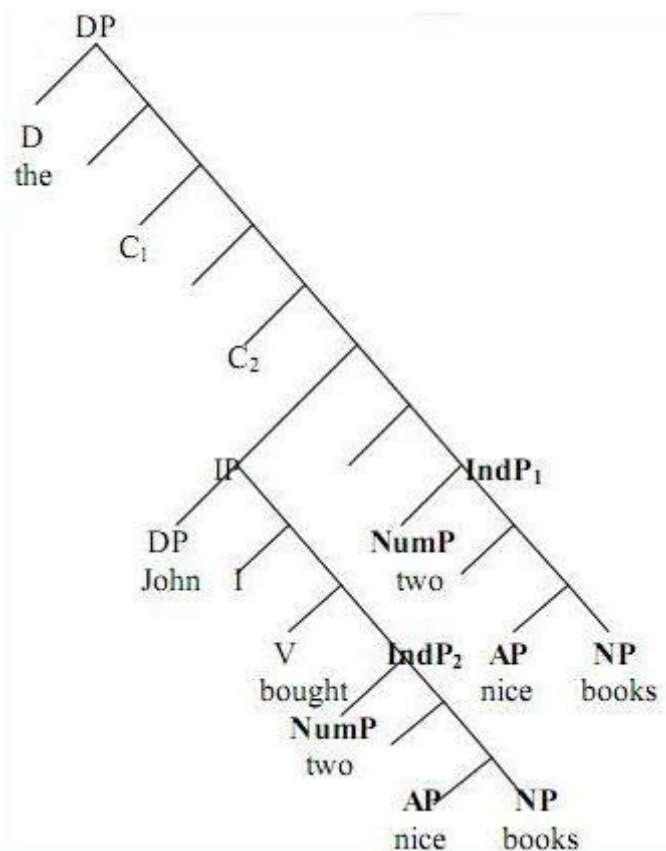 DP
D
the
C₁
C₂
IP IndP₁
DP NumP
John I two
V IndP₂ AP NP
bought nice books
NumP
two
AP NP
nice books